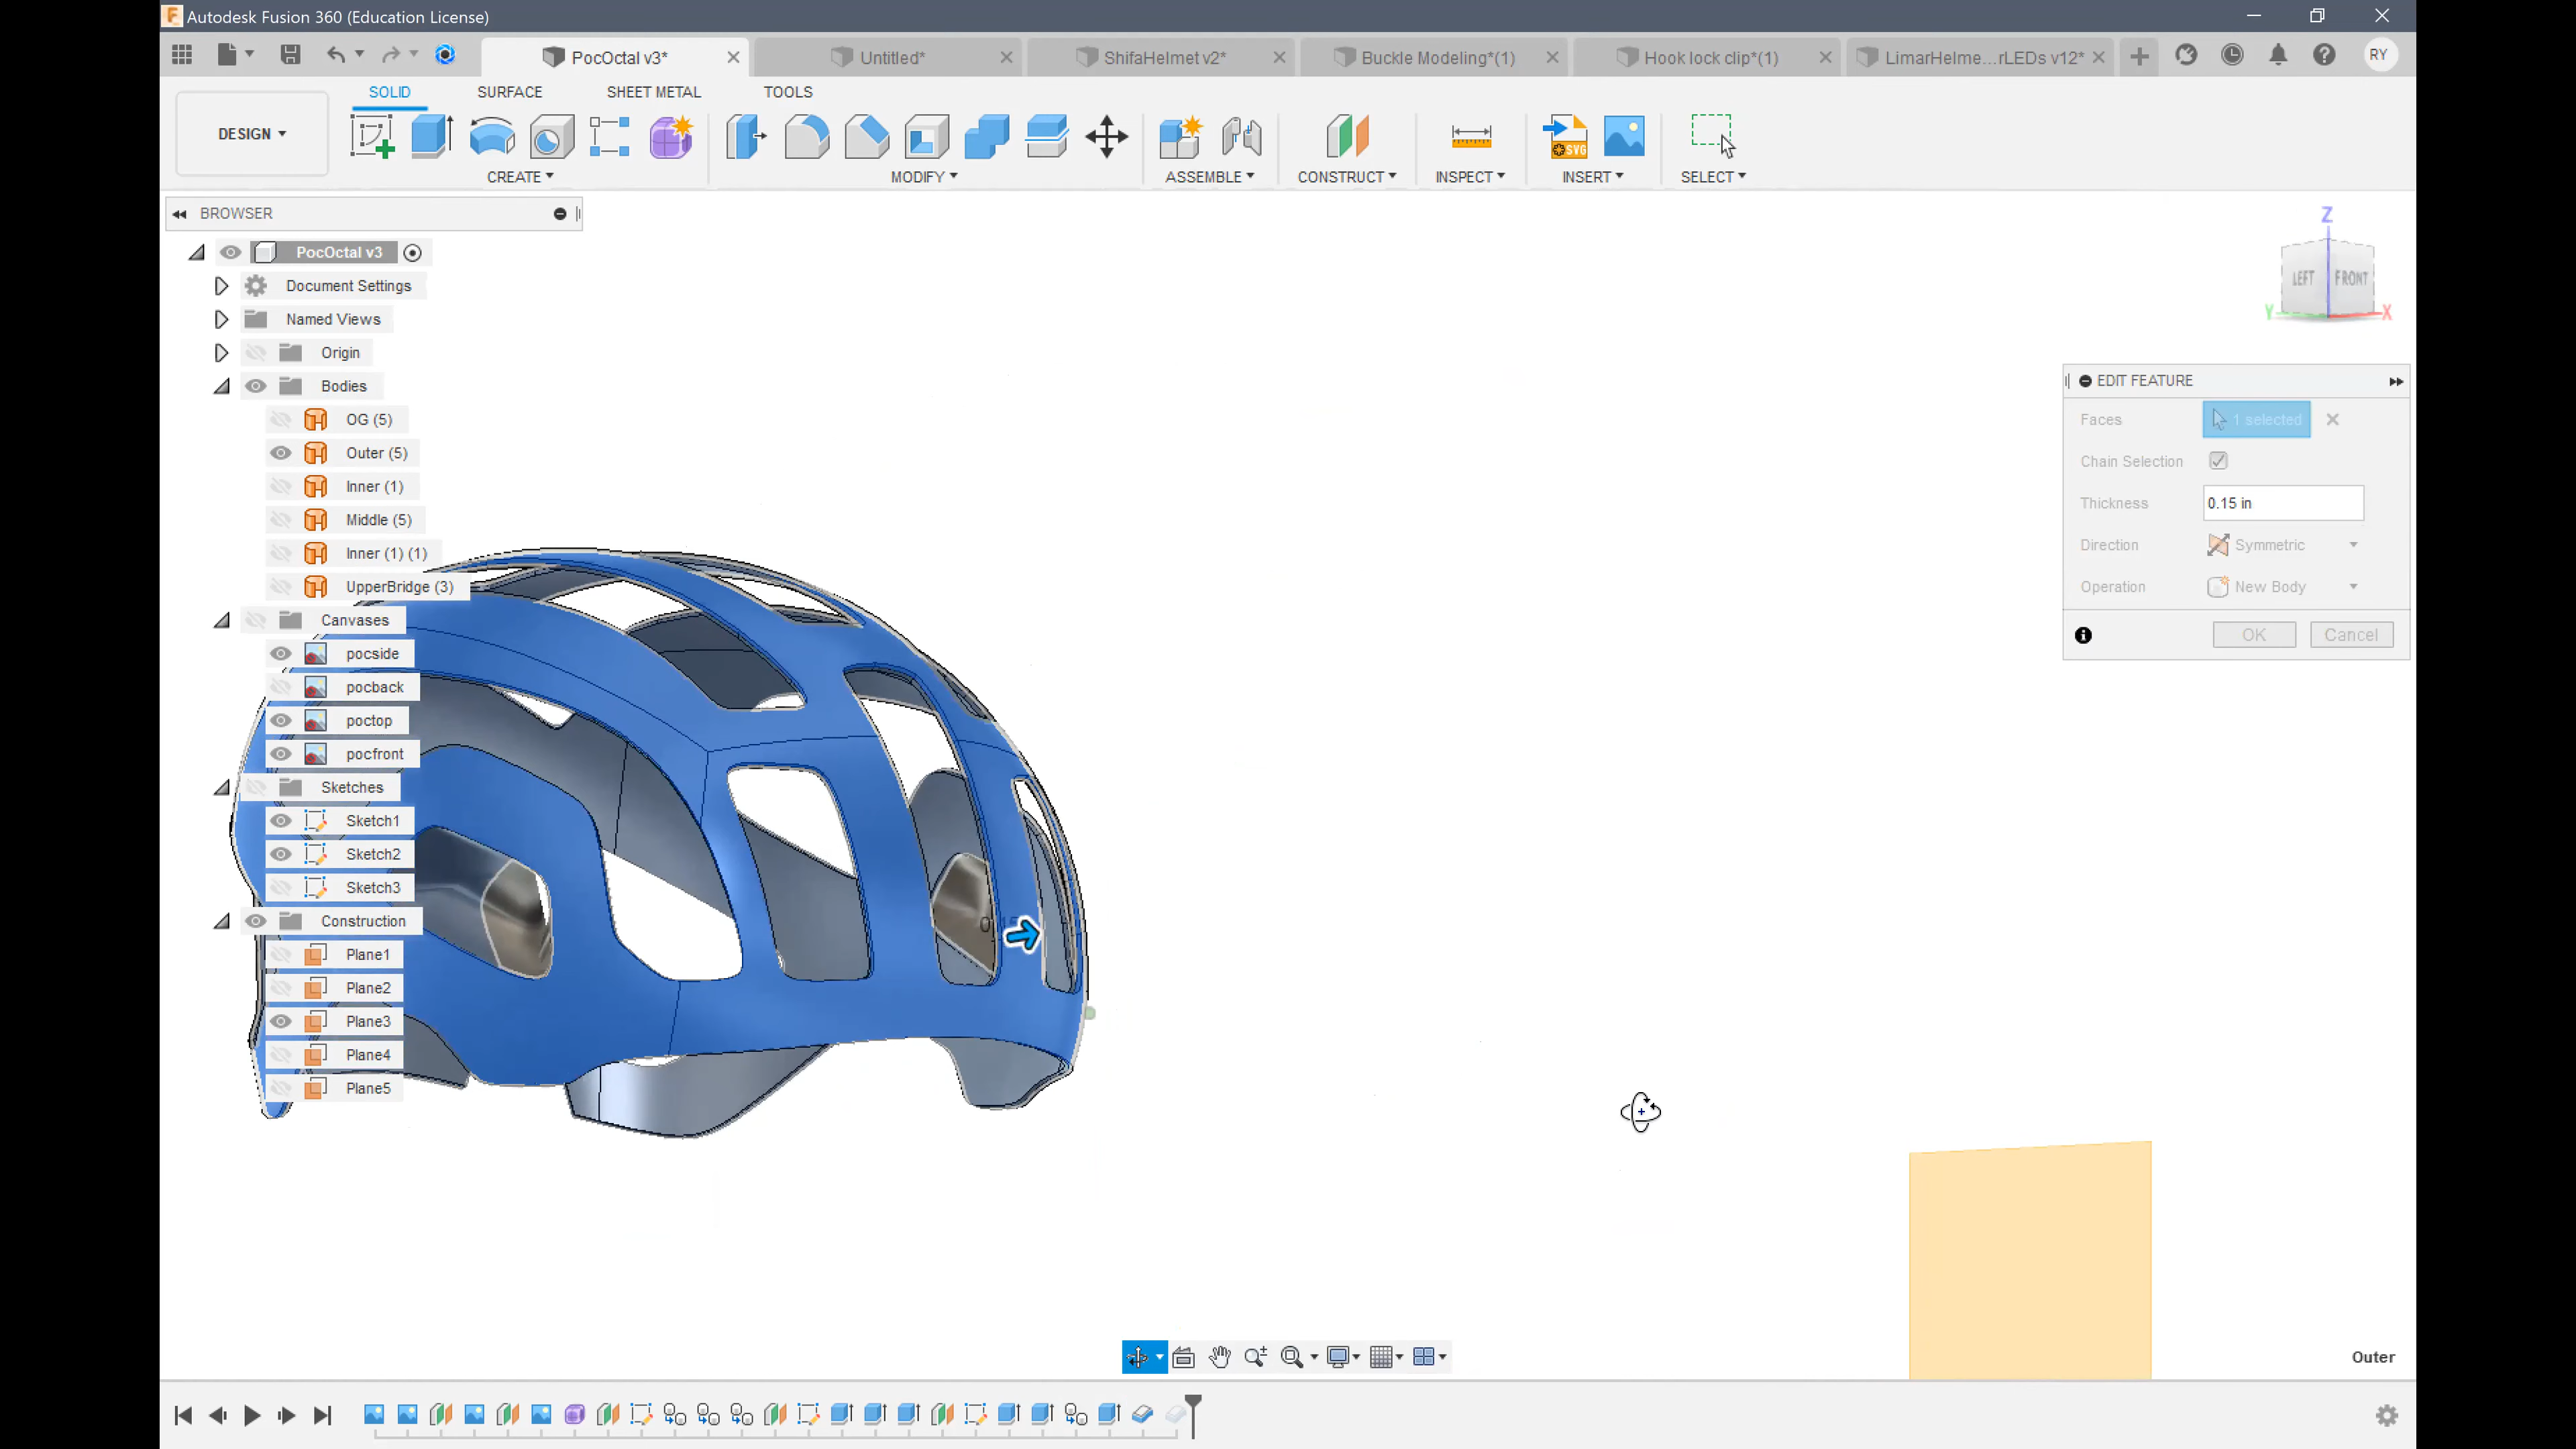 Autodesk Fusion 360 (Education License)
PocOctal v3*
Untitled*
ShifaHelmet v2*
Buckle Modeling*(1)
Hook lock clip*(1)
LimarHelme...rLEDs v12*
RY
SOLID
SURFACE
SHEET METAL
TOOLS
DESIGN
SVG
CREATE
MODIFY
ASSEMBLE
CONSTRUCT
INSPECT
INSERT
SELECT
BROWSER
PocOctal v3
Document Settings
Named Views
Origin
Bodies
OG (5)
Outer (5)
Inner (1)
Middle (5)
Inner (1) (1)
UpperBridge (3)
Canvases
pocside
pocback
poctop
pocfront
Sketches
Sketch1
Sketch2
Sketch3
Construction
Plane1
Plane2
Plane3
Plane4
Plane5
Z
LEFT
FRONT
Y
X
EDIT FEATURE
Faces
1 selected
Chain Selection
Thickness
0.15 in
Direction
Symmetric
Operation
New Body
OK
Cancel
Outer